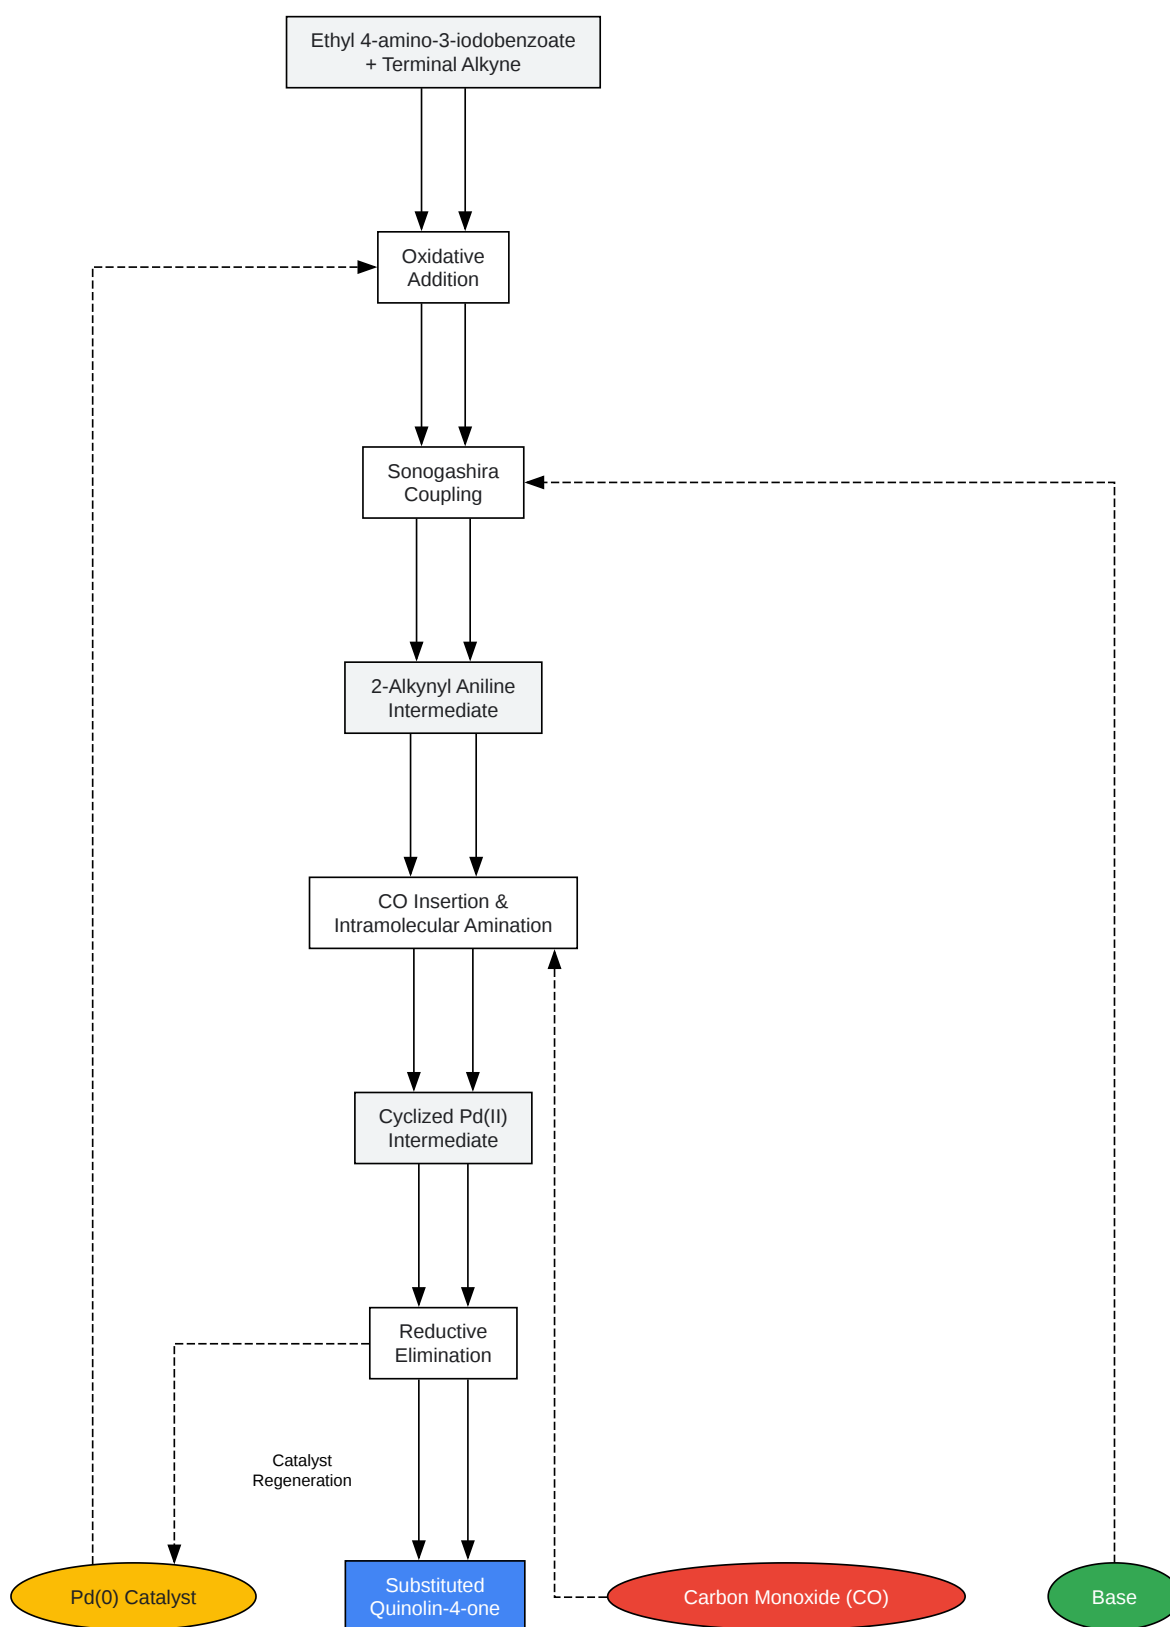 Ethyl 4-amino-3-iodobenzoate
+ Terminal Alkyne
Oxidative
Addition
Sonogashira
Coupling
2-Alkynyl Aniline
Intermediate
CO Insertion &
Intramolecular Amination
Cyclized Pd(II)
Intermediate
Reductive
Elimination
Catalyst
Regeneration
Pd(0) Catalyst
Substituted
Quinolin-4-one
Carbon Monoxide (CO)
Base